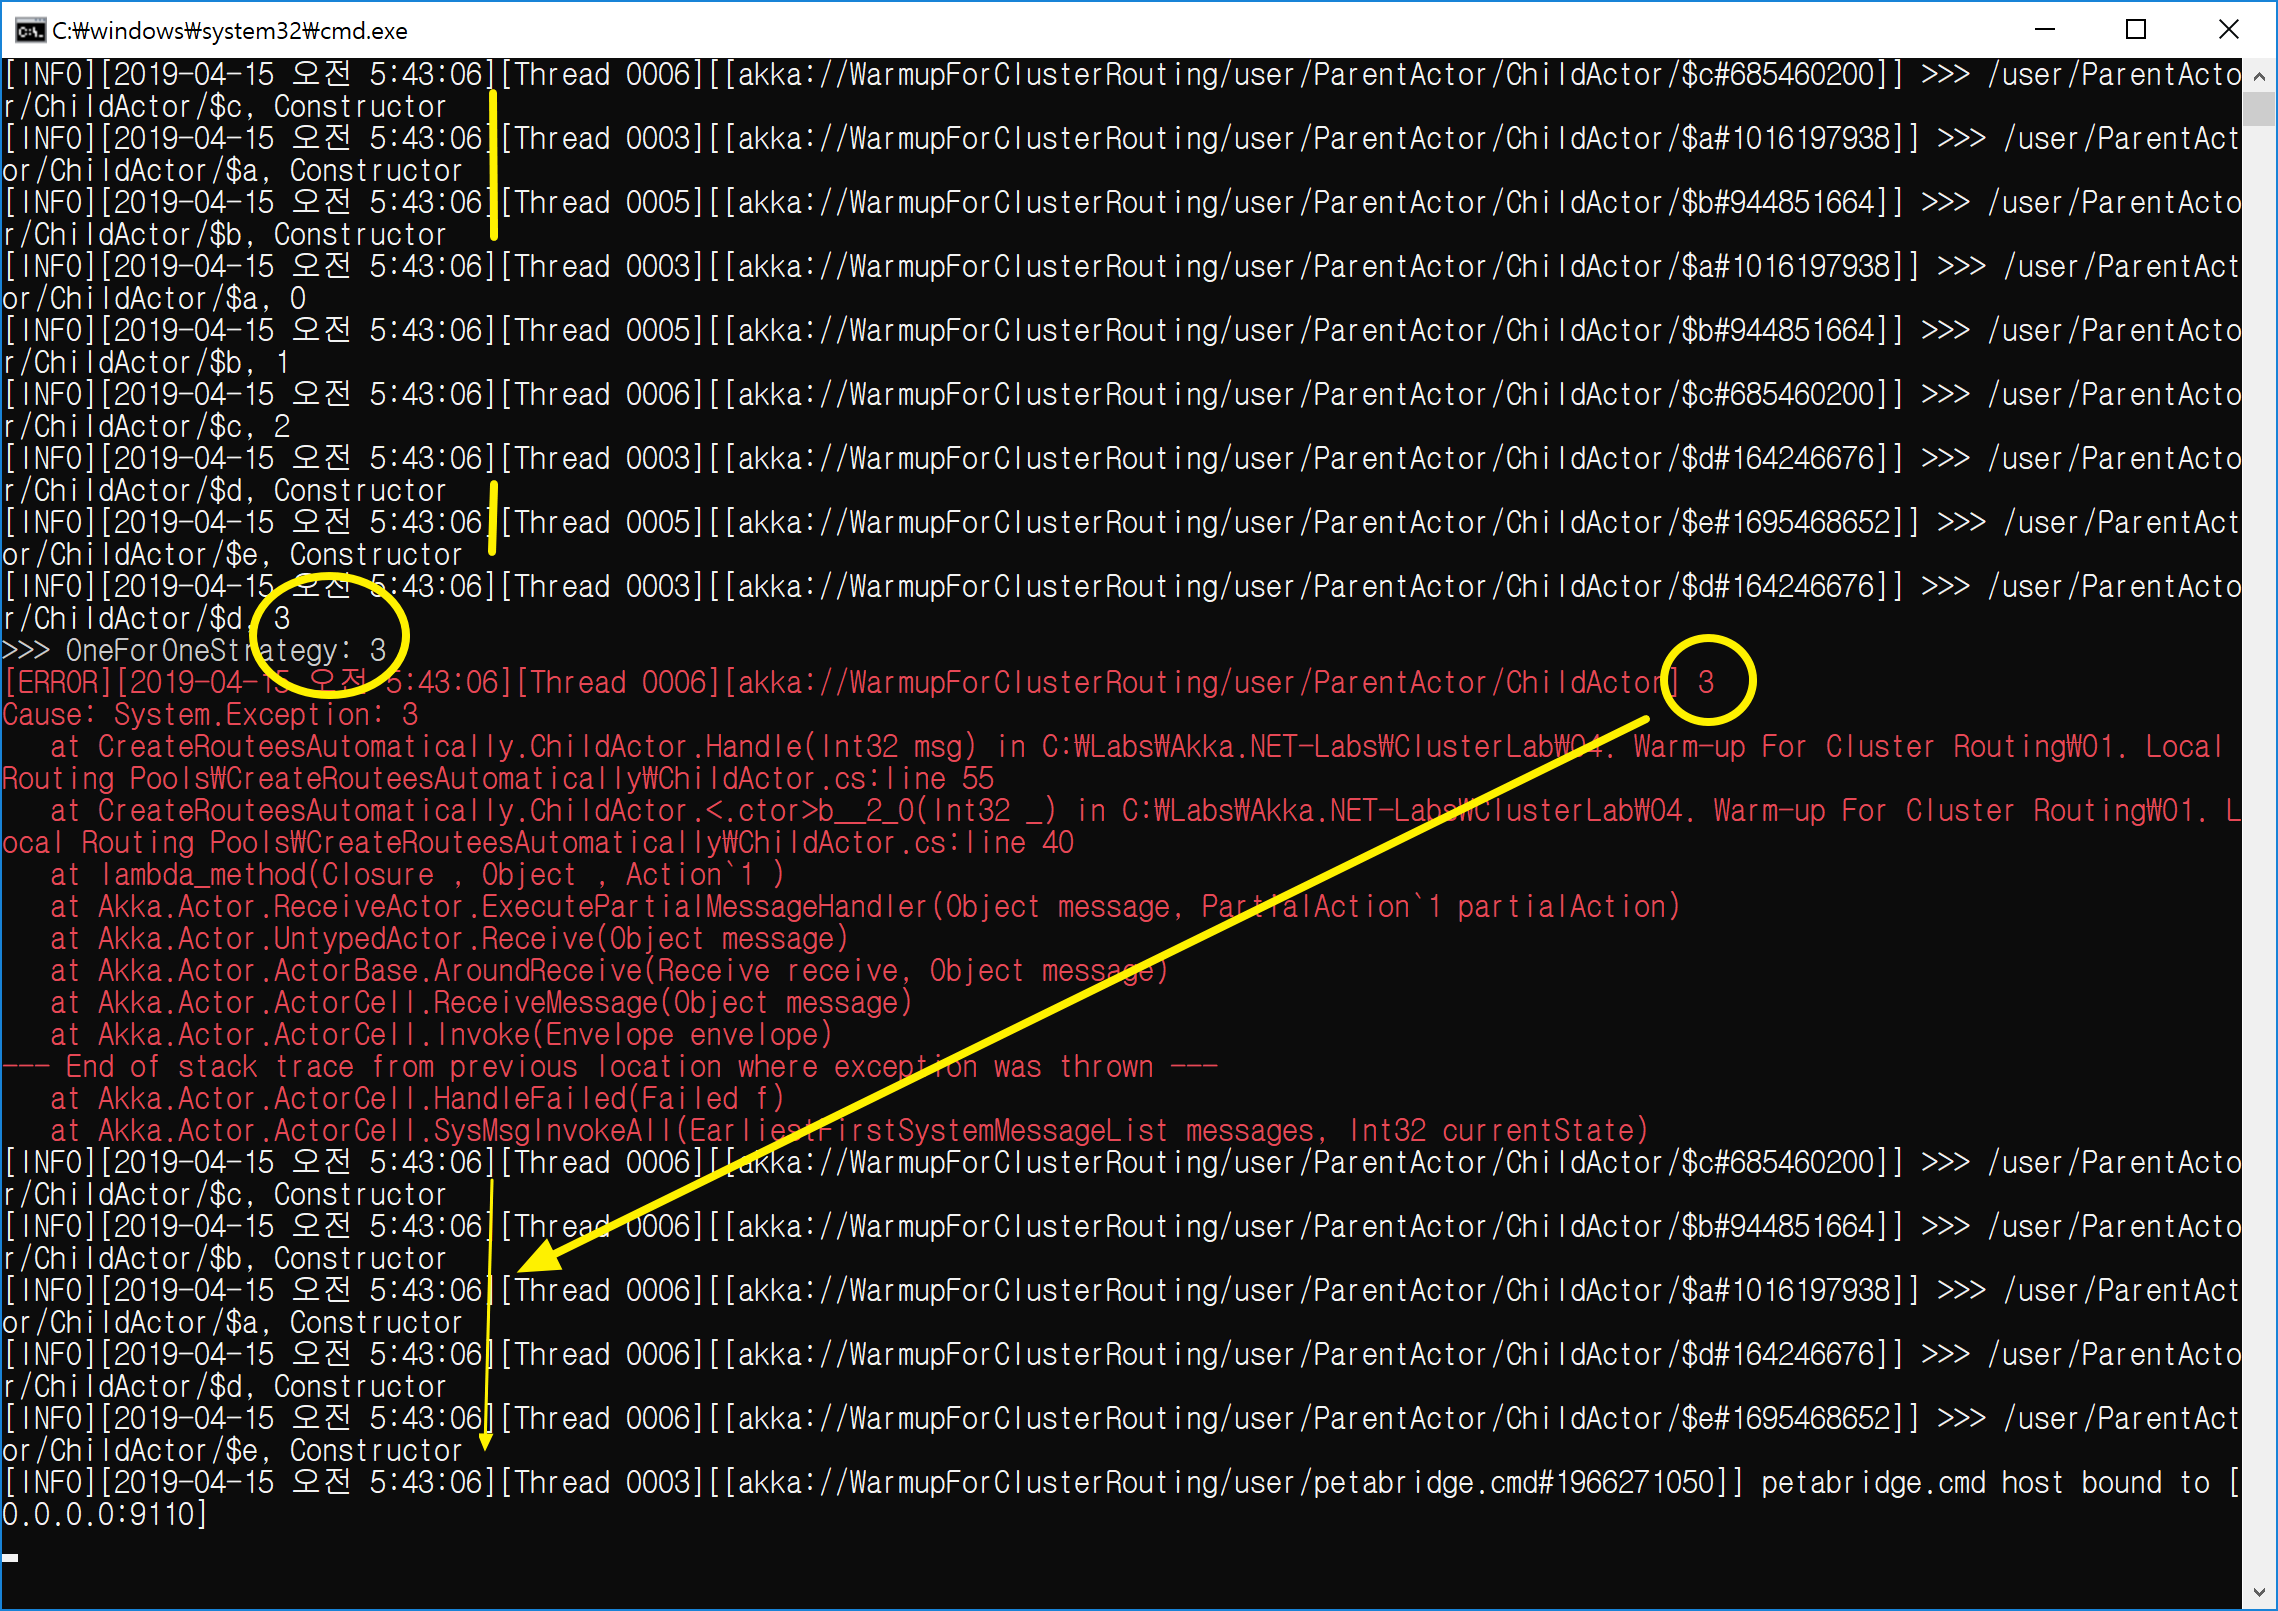 C:₩windows₩system32₩cmd.exe
[INFO][2019-04-15 오전 5:43:06][Thread 0006][[akka://WarmupForClusterRouting/user/ParentActor/ChildActor/$c#685460200]] >>> /user/ParentActo
r/ChildActor/$c, Constructor
[INFO][2019-04-15 오전 5:43:06][Thread 0003][[akka://WarmupForClusterRouting/user/ParentActor/ChildActor/$a#1016197938]] >>> /user/ParentAct
or/ChildActor/$a, Constructor
[INFO][2019-04-15 오전 5:43:06][Thread 0005][[akka://WarmupForClusterRouting/user/ParentActor/ChildActor/$b#944851664]] >>> /user/ParentActo
r/ChildActor/$b, Constructor
[INFO][2019-04-15 오전 5:43:06][Thread 0003][[akka://WarmupForClusterRouting/user/ParentActor/ChildActor/$a#1016197938]] >>> /user/ParentAct
or/ChildActor/$a, 0
[INFO][2019-04-15 오전 5:43:06][Thread 0005][[akka://WarmupForClusterRouting/user/ParentActor/ChildActor/$b#944851664]] >>> /user/ParentActo
r/ChildActor/$b, 1
[INFO][2019-04-15 오전 5:43:06][Thread 0006][[akka://WarmupForClusterRouting/user/ParentActor/ChildActor/$c#685460200]] >>> /user/ParentActo
r/ChildActor/$c, 2
[INFO][2019-04-15 오전 5:43:06][Thread 0003][[akka://WarmupForClusterRouting/user/ParentActor/ChildActor/$d#164246676]] >>> /user/ParentActo
r/ChildActor/$d, Constructor
[INFO][2019-04-15 오전 5:43:06][Thread 0005][[akka://WarmupForClusterRouting/user/ParentActor/ChildActor/$e#1695468652]] >>> /user/ParentAct
or/ChildActor/$e, Constructor
[INFO][2019-04-15 오전 5:43:06][Thread 0003][[akka://WarmupForClusterRouting/user/ParentActor/ChildActor/$d#164246676]] >>> /user/ParentActo
r/ChildActor/$d, 3
>>> OneForOneStrategy: 3
[ERROR][2019-04-15 오전 5:43:06][Thread 0006][akka://WarmupForClusterRouting/user/ParentActor/ChildActor] 3
Cause: System.Exception: 3
   at CreateRouteesAutomatically.ChildActor.Handle(Int32 msg) in C:₩Labs₩Akka.NET-Labs₩ClusterLab₩04. Warm-up For Cluster Routing₩01. Local
Routing Pools₩CreateRouteesAutomatically₩ChildActor.cs:line 55
   at CreateRouteesAutomatically.ChildActor.<.ctor>b__2_0(Int32 _) in C:₩Labs₩Akka.NET-Labs₩ClusterLab₩04. Warm-up For Cluster Routing₩01. L
ocal Routing Pools₩CreateRouteesAutomatically₩ChildActor.cs:line 40
   at lambda_method(Closure , Object , Action`1 )
   at Akka.Actor.ReceiveActor.ExecutePartialMessageHandler(Object message, PartialAction`1 partialAction)
   at Akka.Actor.UntypedActor.Receive(Object message)
   at Akka.Actor.ActorBase.AroundReceive(Receive receive, Object message)
   at Akka.Actor.ActorCell.ReceiveMessage(Object message)
   at Akka.Actor.ActorCell.Invoke(Envelope envelope)
--- End of stack trace from previous location where exception was thrown ---
   at Akka.Actor.ActorCell.HandleFailed(Failed f)
   at Akka.Actor.ActorCell.SysMsgInvokeAll(EarliestFirstSystemMessageList messages, Int32 currentState)
[INFO][2019-04-15 오전 5:43:06][Thread 0006][[akka://WarmupForClusterRouting/user/ParentActor/ChildActor/$c#685460200]] >>> /user/ParentActo
r/ChildActor/$c, Constructor
[INFO][2019-04-15 오전 5:43:06][Thread 0006][[akka://WarmupForClusterRouting/user/ParentActor/ChildActor/$b#944851664]] >>> /user/ParentActo
r/ChildActor/$b, Constructor
[INFO][2019-04-15 오전 5:43:06][Thread 0006][[akka://WarmupForClusterRouting/user/ParentActor/ChildActor/$a#1016197938]] >>> /user/ParentAct
or/ChildActor/$a, Constructor
[INFO][2019-04-15 오전 5:43:06][Thread 0006][[akka://WarmupForClusterRouting/user/ParentActor/ChildActor/$d#164246676]] >>> /user/ParentActo
r/ChildActor/$d, Constructor
[INFO][2019-04-15 오전 5:43:06][Thread 0006][[akka://WarmupForClusterRouting/user/ParentActor/ChildActor/$e#1695468652]] >>> /user/ParentAct
or/ChildActor/$e, Constructor
[INFO][2019-04-15 오전 5:43:06][Thread 0003][[akka://WarmupForClusterRouting/user/petabridge.cmd#1966271050]] petabridge.cmd host bound to [
0.0.0.0:9110]